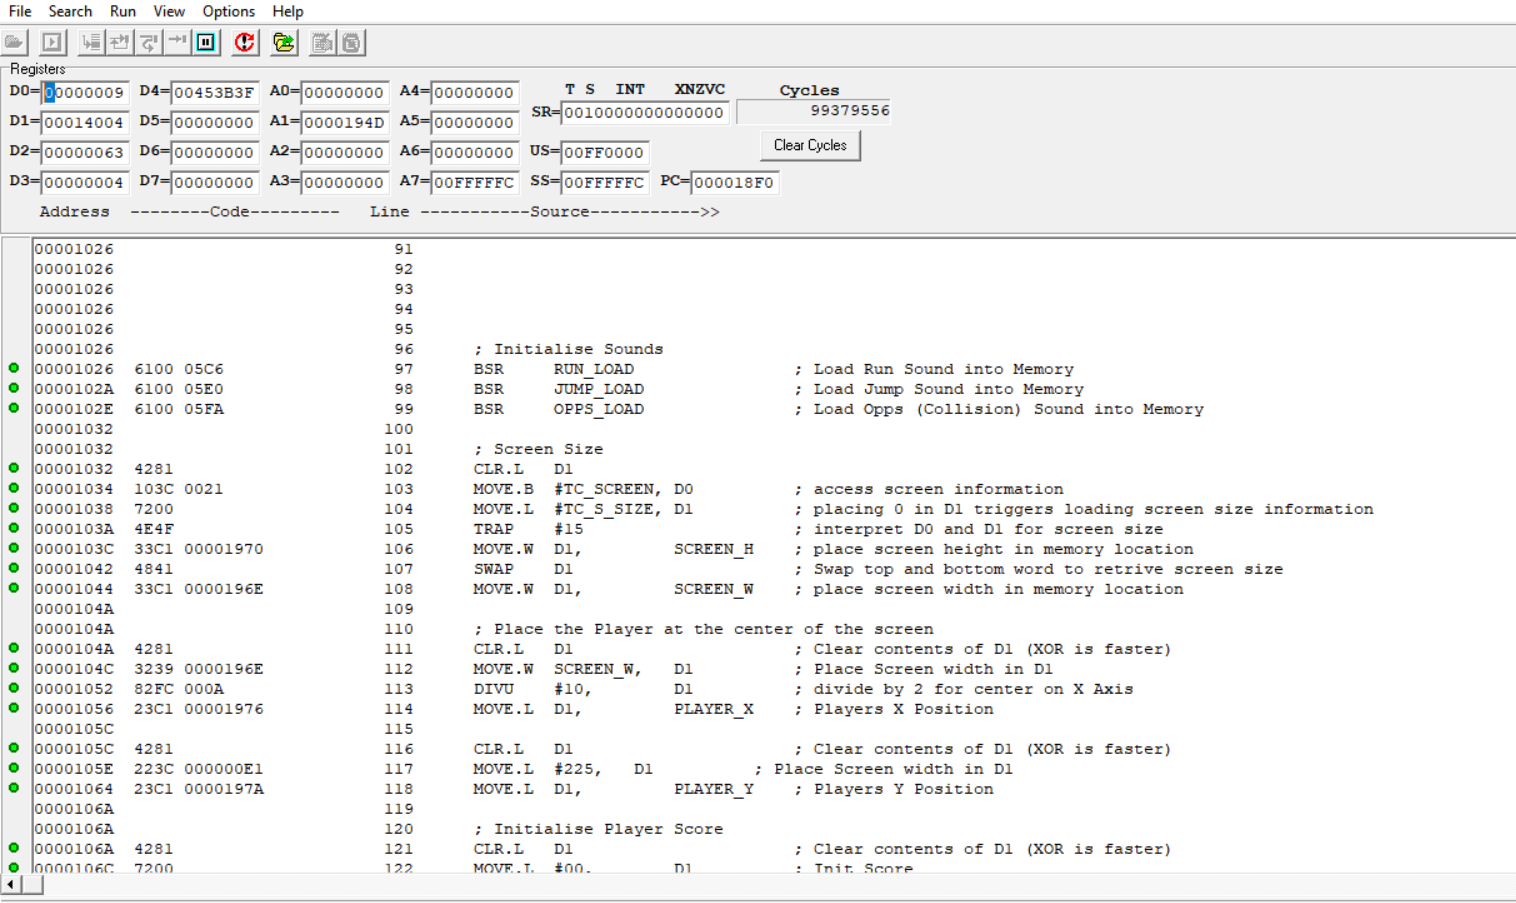 File Search Run View Options Help
Registers
D0= 00000009 D4= 00453B3F A0= 00000000 A4= 00000000 T S INT XNZVC Cycles
SR= 0010000000000000 99379556
D1= 00014004 D5= 00000000 A1= 0000194D A5= 00000000
D2= 00000063 D6= 00000000 A2= 00000000 A6= 00000000 US= 00FF0000 Clear Cycles
D3= 00000004 D7= 00000000 A3= 00000000 A7= 00FFFFFC SS= 00FFFFFC PC= 000018F0
Address --------Code--------- Line -----------Source----------->>
00001026 91
00001026 92
00001026 93
00001026 94
00001026 95
00001026 96 ; Initialise Sounds
00001026 6100 05C6 97 BSR RUN_LOAD ; Load Run Sound into Memory
0000102A 6100 05E0 98 BSR JUMP_LOAD ; Load Jump Sound into Memory
0000102E 6100 05FA 99 BSR OPPS_LOAD ; Load Opps (Collision) Sound into Memory
00001032 100
00001032 101 ; Screen Size
00001032 4281 102 CLR.L D1
00001034 103C 0021 103 MOVE.B #TC_SCREEN, D0 ; access screen information
00001038 7200 104 MOVE.L #TC_S_SIZE, D1 ; placing 0 in D1 triggers loading screen size information
0000103A 4E4F 105 TRAP #15 ; interpret D0 and D1 for screen size
0000103C 33C1 00001970 106 MOVE.W D1, SCREEN_H ; place screen height in memory location
00001042 4841 107 SWAP D1 ; Swap top and bottom word to retrive screen size
00001044 33C1 0000196E 108 MOVE.W D1, SCREEN_W ; place screen width in memory location
0000104A 109
0000104A 110 ; Place the Player at the center of the screen
0000104A 4281 111 CLR.L D1 ; Clear contents of D1 (XOR is faster)
0000104C 3239 0000196E 112 MOVE.W SCREEN_W, D1 ; Place Screen width in D1
00001052 82FC 000A 113 DIVU #10, D1 ; divide by 2 for center on X Axis
00001056 23C1 00001976 114 MOVE.L D1, PLAYER_X ; Players X Position
0000105C 115
0000105C 4281 116 CLR.L D1 ; Clear contents of D1 (XOR is faster)
0000105E 223C 000000E1 117 MOVE.L #225, D1 ; Place Screen width in D1
00001064 23C1 0000197A 118 MOVE.L D1, PLAYER_Y ; Players Y Position
0000106A 119
0000106A 120 ; Initialise Player Score
0000106A 4281 121 CLR.L D1 ; Clear contents of D1 (XOR is faster)
0000106C 7200 122 MOVE.L #00, D1 ; Init Score